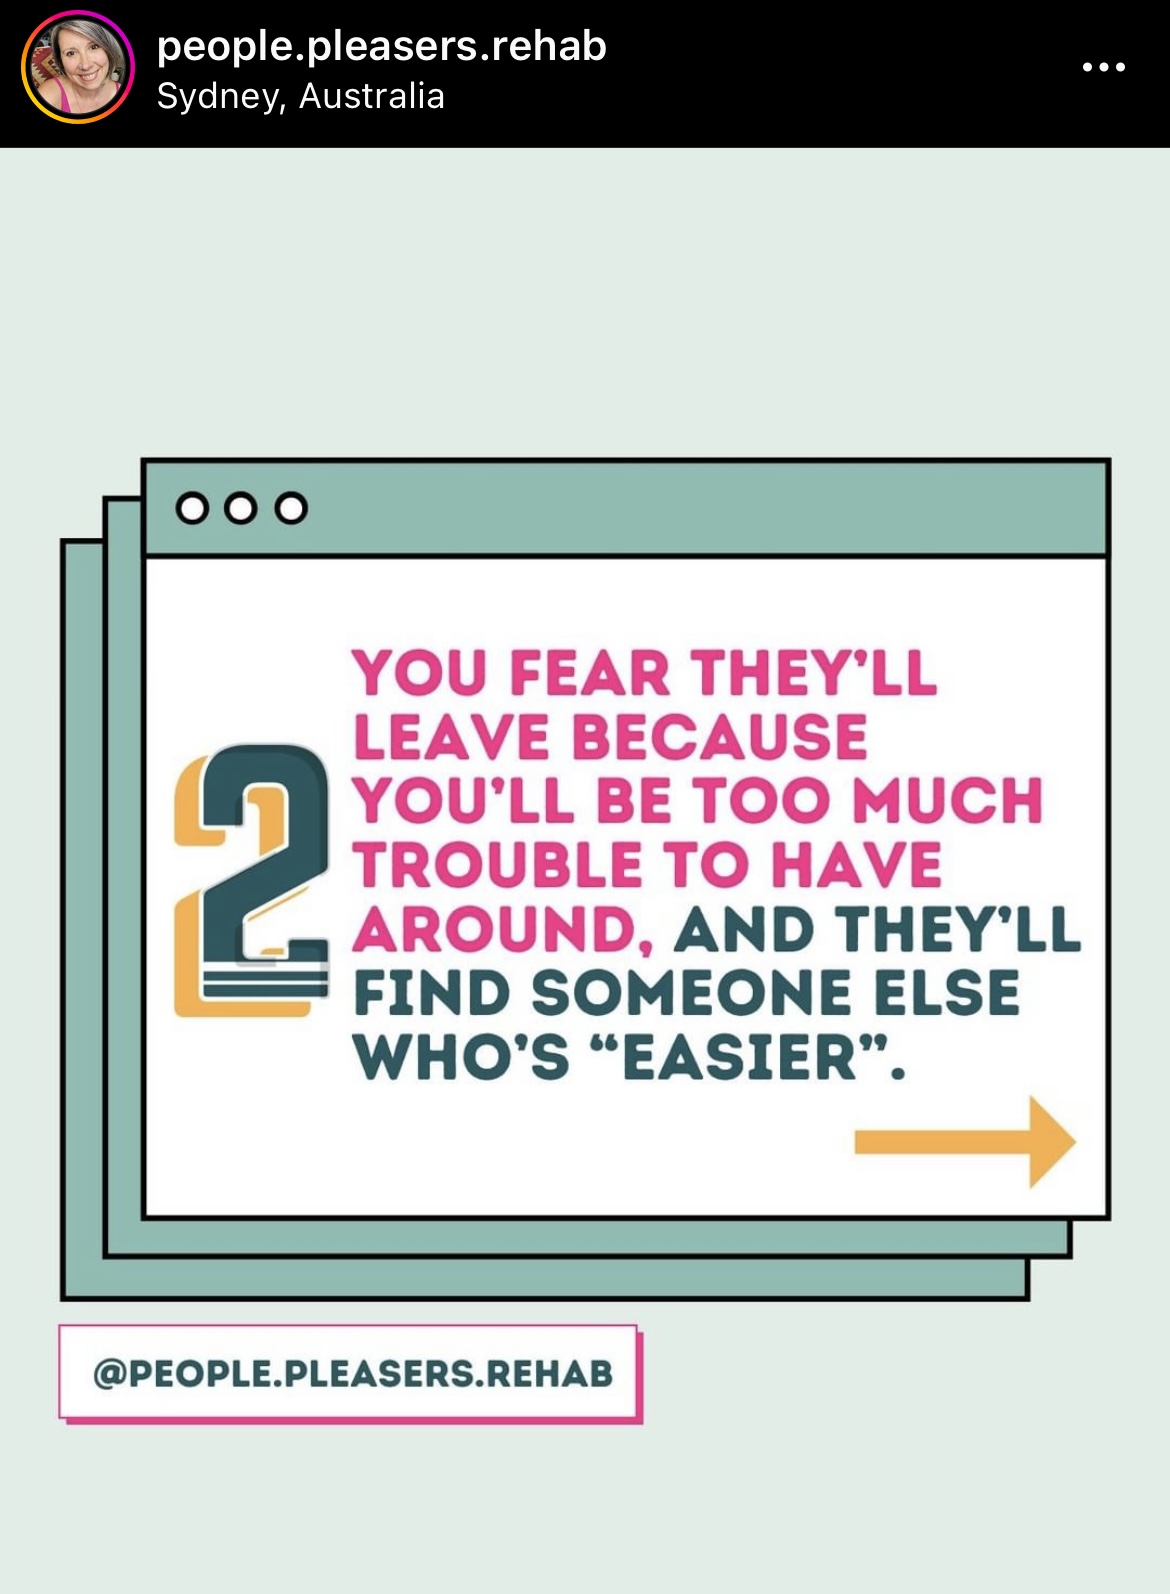 people.pleasers.rehab
Sydney, Australia
2
YOU FEAR THEY’LL
LEAVE BECAUSE
YOU’LL BE TOO MUCH
TROUBLE TO HAVE
AROUND, AND THEY’LL
FIND SOMEONE ELSE
WHO’S “EASIER”.
@PEOPLE.PLEASERS.REHAB